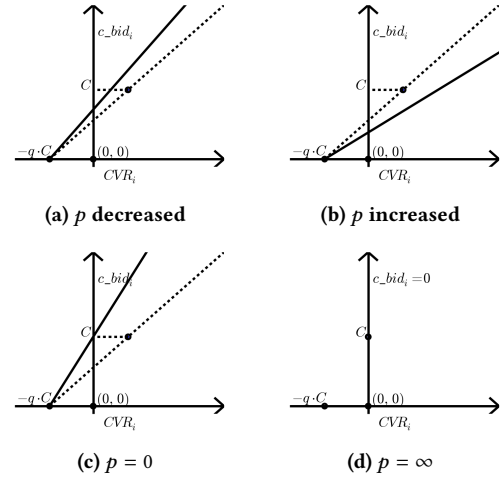 c_bid_i
C
−q·C
(0, 0)
CVR_i
(a) p decreased
c_bid_i
C
−q·C
(0, 0)
CVR_i
(b) p increased
c_bid_i
C
−q·C
(0, 0)
CVR_i
(c) p = 0
c_bid_i=0
C
−q·C
(0, 0)
CVR_i
(d) p = ∞